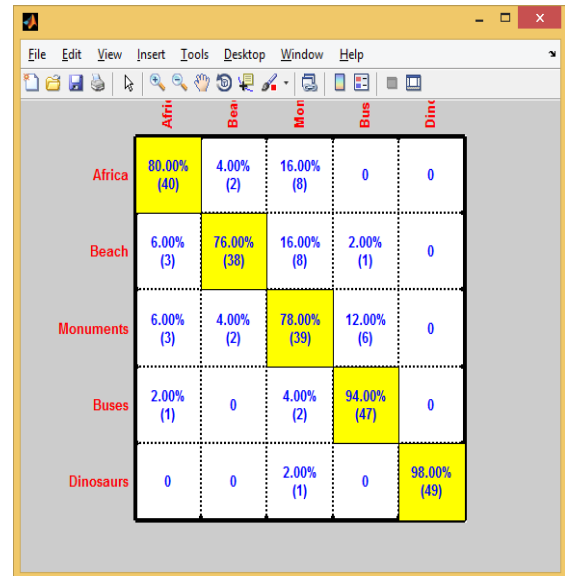 File Edit View Insert Tools Desktop Window Help
Afri Bea Mon Bus Dino
Africa 80.00% 4.00% 16.00% 0 0
(40) (2) (8)
Beach 6.00% 76.00% 16.00% 2.00% 0
(3) (38) (8) (1)
Monuments 6.00% 4.00% 78.00% 12.00% 0
(3) (2) (39) (6)
Buses 2.00% 0 4.00% 94.00% 0
(1) (2) (47)
Dinosaurs 0 0 2.00% 0 98.00%
(1) (49)